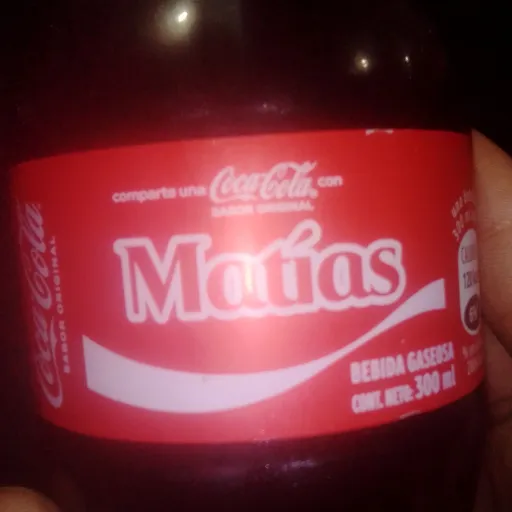 comparte una Coca-Cola con
SABOR ORIGINAL
Matías
BEBIDA GASEOSA
CONT. NETO: 300 ml
Coca-Cola
SABOR ORIGINAL